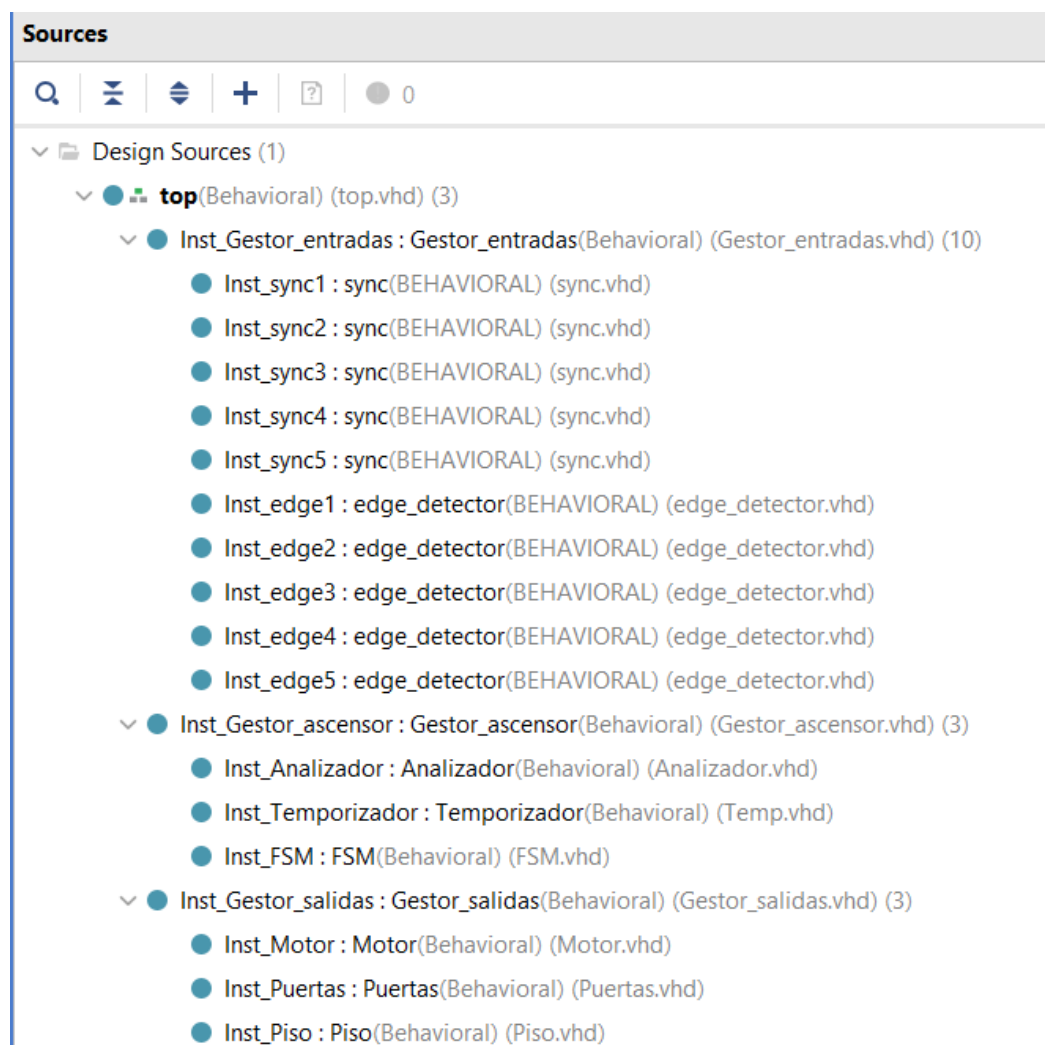 Sources
0
Design Sources (1)
top(Behavioral) (top.vhd) (3)
Inst_Gestor_entradas : Gestor_entradas(Behavioral) (Gestor_entradas.vhd) (10)
Inst_sync1 : sync(BEHAVIORAL) (sync.vhd)
Inst_sync2 : sync(BEHAVIORAL) (sync.vhd)
Inst_sync3 : sync(BEHAVIORAL) (sync.vhd)
Inst_sync4 : sync(BEHAVIORAL) (sync.vhd)
Inst_sync5 : sync(BEHAVIORAL) (sync.vhd)
Inst_edge1 : edge_detector(BEHAVIORAL) (edge_detector.vhd)
Inst_edge2 : edge_detector(BEHAVIORAL) (edge_detector.vhd)
Inst_edge3 : edge_detector(BEHAVIORAL) (edge_detector.vhd)
Inst_edge4 : edge_detector(BEHAVIORAL) (edge_detector.vhd)
Inst_edge5 : edge_detector(BEHAVIORAL) (edge_detector.vhd)
Inst_Gestor_ascensor : Gestor_ascensor(Behavioral) (Gestor_ascensor.vhd) (3)
Inst_Analizador : Analizador(Behavioral) (Analizador.vhd)
Inst_Temporizador : Temporizador(Behavioral) (Temp.vhd)
Inst_FSM : FSM(Behavioral) (FSM.vhd)
Inst_Gestor_salidas : Gestor_salidas(Behavioral) (Gestor_salidas.vhd) (3)
Inst_Motor : Motor(Behavioral) (Motor.vhd)
Inst_Puertas : Puertas(Behavioral) (Puertas.vhd)
Inst_Piso : Piso(Behavioral) (Piso.vhd)